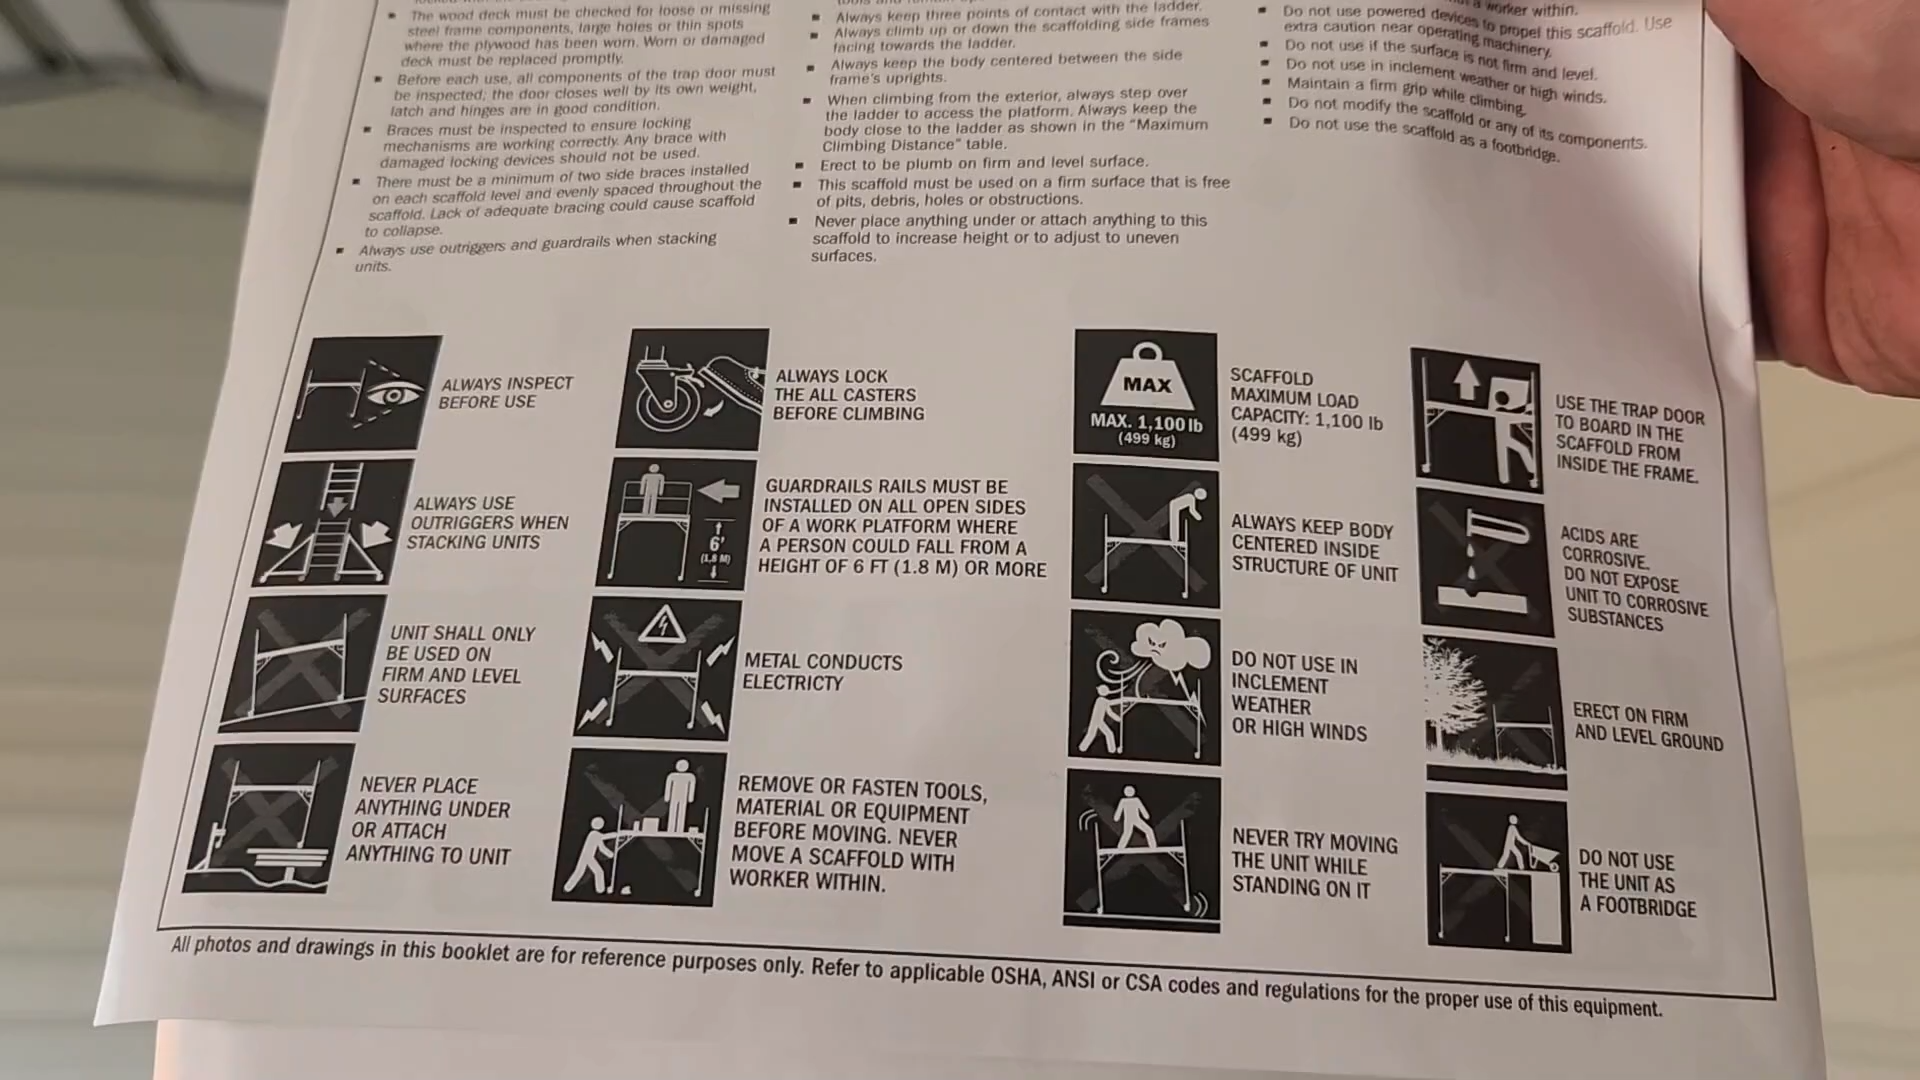 The wood deck must be checked for loose or missing
steel frame components, large holes or thin spots
where the plywood has been worn. Worn or damaged
deck must be replaced promptly.
Before each use, all components of the trap door must
be inspected; the door closes well by its own weight,
latch and hinges are in good condition.
Braces must be inspected to ensure locking
mechanisms are working correctly. Any brace with
damaged locking devices should not be used.
There must be a minimum of two side braces installed
on each scaffold level and evenly spaced throughout the
scaffold. Lack of adequate bracing could cause scaffold
to collapse.
Always use outriggers and guardrails when stacking
units.
Always keep three points of contact with the ladder.
Always climb up or down the scaffolding side frames
facing towards the ladder.
Always keep the body centered between the side
frame's uprights.
When climbing from the exterior, always step over
the ladder to access the platform. Always keep the
body close to the ladder as shown in the "Maximum
Climbing Distance" table.
Erect to be plumb on firm and level surface.
This scaffold must be used on a firm surface that is free
of pits, debris, holes or obstructions.
Never place anything under or attach anything to this
scaffold to increase height or to adjust to uneven
surfaces.
a worker within.
Do not use powered devices to propel this scaffold. Use
extra caution near operating machinery.
Do not use if the surface is not firm and level.
Do not use in inclement weather or high winds.
Maintain a firm grip while climbing.
Do not modify the scaffold or any of its components.
Do not use the scaffold as a footbridge.
ALWAYS INSPECT
BEFORE USE
ALWAYS LOCK
THE ALL CASTERS
BEFORE CLIMBING
MAX
MAX. 1,100 lb
(499 kg)
SCAFFOLD
MAXIMUM LOAD
CAPACITY: 1,100 lb
(499 kg)
USE THE TRAP DOOR
TO BOARD IN THE
SCAFFOLD FROM
INSIDE THE FRAME.
ALWAYS USE
OUTRIGGERS WHEN
STACKING UNITS
6'
(1,8 M)
GUARDRAILS RAILS MUST BE
INSTALLED ON ALL OPEN SIDES
OF A WORK PLATFORM WHERE
A PERSON COULD FALL FROM A
HEIGHT OF 6 FT (1.8 M) OR MORE
ALWAYS KEEP BODY
CENTERED INSIDE
STRUCTURE OF UNIT
ACIDS ARE
CORROSIVE.
DO NOT EXPOSE
UNIT TO CORROSIVE
SUBSTANCES
UNIT SHALL ONLY
BE USED ON
FIRM AND LEVEL
SURFACES
METAL CONDUCTS
ELECTRICTY
DO NOT USE IN
INCLEMENT
WEATHER
OR HIGH WINDS
ERECT ON FIRM
AND LEVEL GROUND
NEVER PLACE
ANYTHING UNDER
OR ATTACH
ANYTHING TO UNIT
REMOVE OR FASTEN TOOLS,
MATERIAL OR EQUIPMENT
BEFORE MOVING. NEVER
MOVE A SCAFFOLD WITH
WORKER WITHIN.
NEVER TRY MOVING
THE UNIT WHILE
STANDING ON IT
DO NOT USE
THE UNIT AS
A FOOTBRIDGE
All photos and drawings in this booklet are for reference purposes only. Refer to applicable OSHA, ANSI or CSA codes and regulations for the proper use of this equipment.